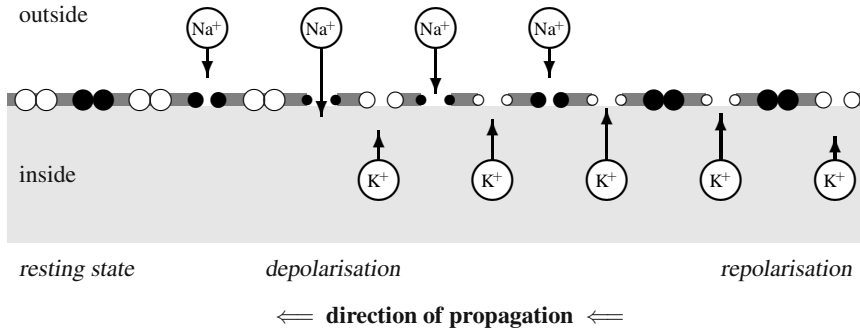 outside
Na⁺ Na⁺ Na⁺ Na⁺
inside
K⁺ K⁺ K⁺ K⁺ K⁺
resting state depolarisation repolarisation
⟸ direction of propagation ⟸